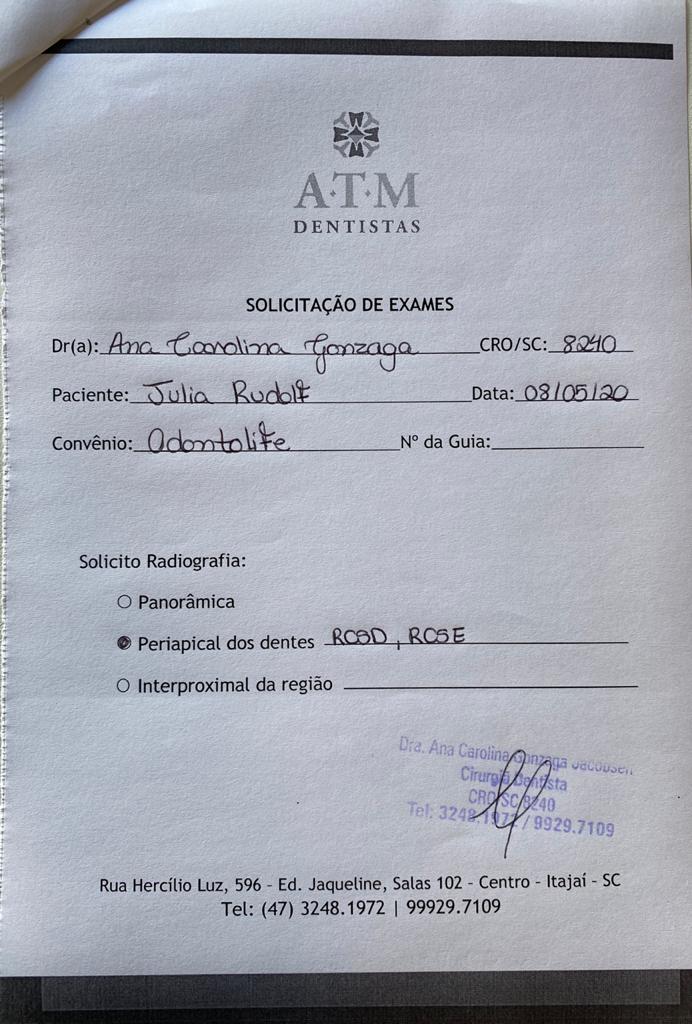 A·T·M
DENTISTAS
SOLICITAÇÃO DE EXAMES
Dr(a): Ana Carolina Gonzaga CRO/SC: 8240
Paciente: Julia Rudolf Data: 08/05/20
Convênio: Odontolife Nº da Guia:
Solicito Radiografia:
Panorâmica
Periapical dos dentes RCSD, RCSE
Interproximal da região
Dra. Ana Carolina Gonzaga Jacobsen
Cirurgiã Dentista
CRO/SC 8240
Tel: 3248.1972 / 9929.7109
Rua Hercílio Luz, 596 - Ed. Jaqueline, Salas 102 - Centro - Itajaí - SC
Tel: (47) 3248.1972 | 99929.7109